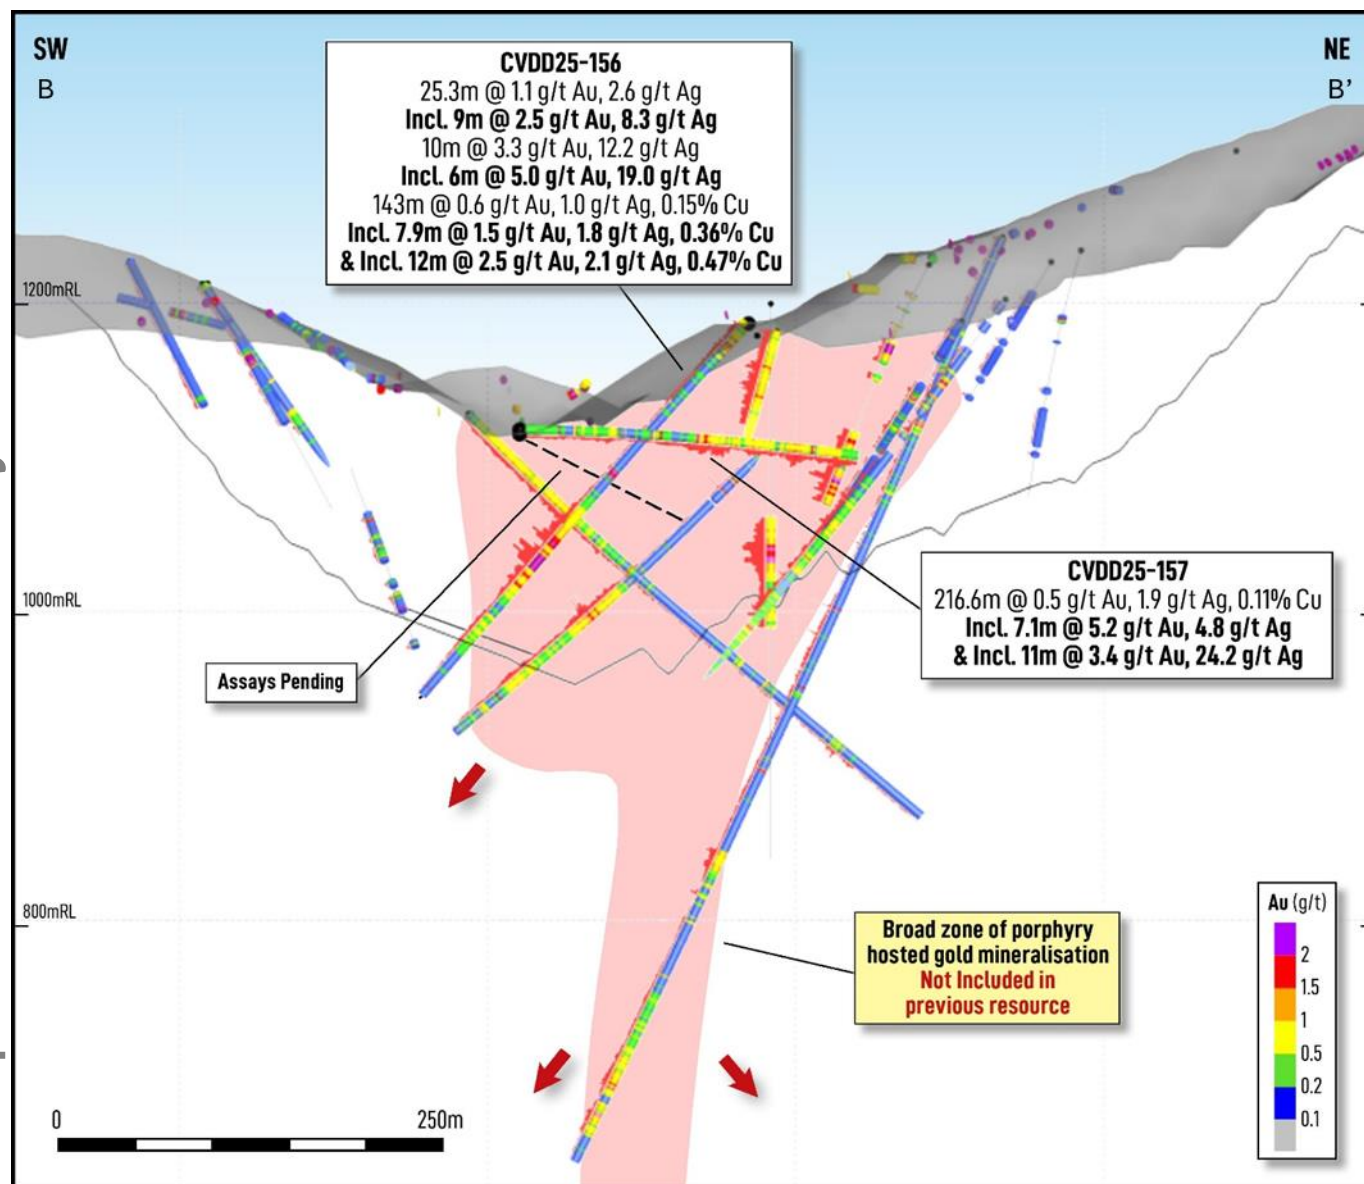 SW
B
NE
B'
CVDD25-156
25.3m @ 1.1 g/t Au, 2.6 g/t Ag
Incl. 9m @ 2.5 g/t Au, 8.3 g/t Ag
10m @ 3.3 g/t Au, 12.2 g/t Ag
Incl. 6m @ 5.0 g/t Au, 19.0 g/t Ag
143m @ 0.6 g/t Au, 1.0 g/t Ag, 0.15% Cu
Incl. 7.9m @ 1.5 g/t Au, 1.8 g/t Ag, 0.36% Cu
& Incl. 12m @ 2.5 g/t Au, 2.1 g/t Ag, 0.47% Cu
1200mRL
CVDD25-157
216.6m @ 0.5 g/t Au, 1.9 g/t Ag, 0.11% Cu
Incl. 7.1m @ 5.2 g/t Au, 4.8 g/t Ag
& Incl. 11m @ 3.4 g/t Au, 24.2 g/t Ag
1000mRL
Assays Pending
800mRL
Broad zone of porphyry
hosted gold mineralisation
Not Included in
previous resource
Au (g/t)
2
1.5
1
0.5
0.2
0.1
0
250m